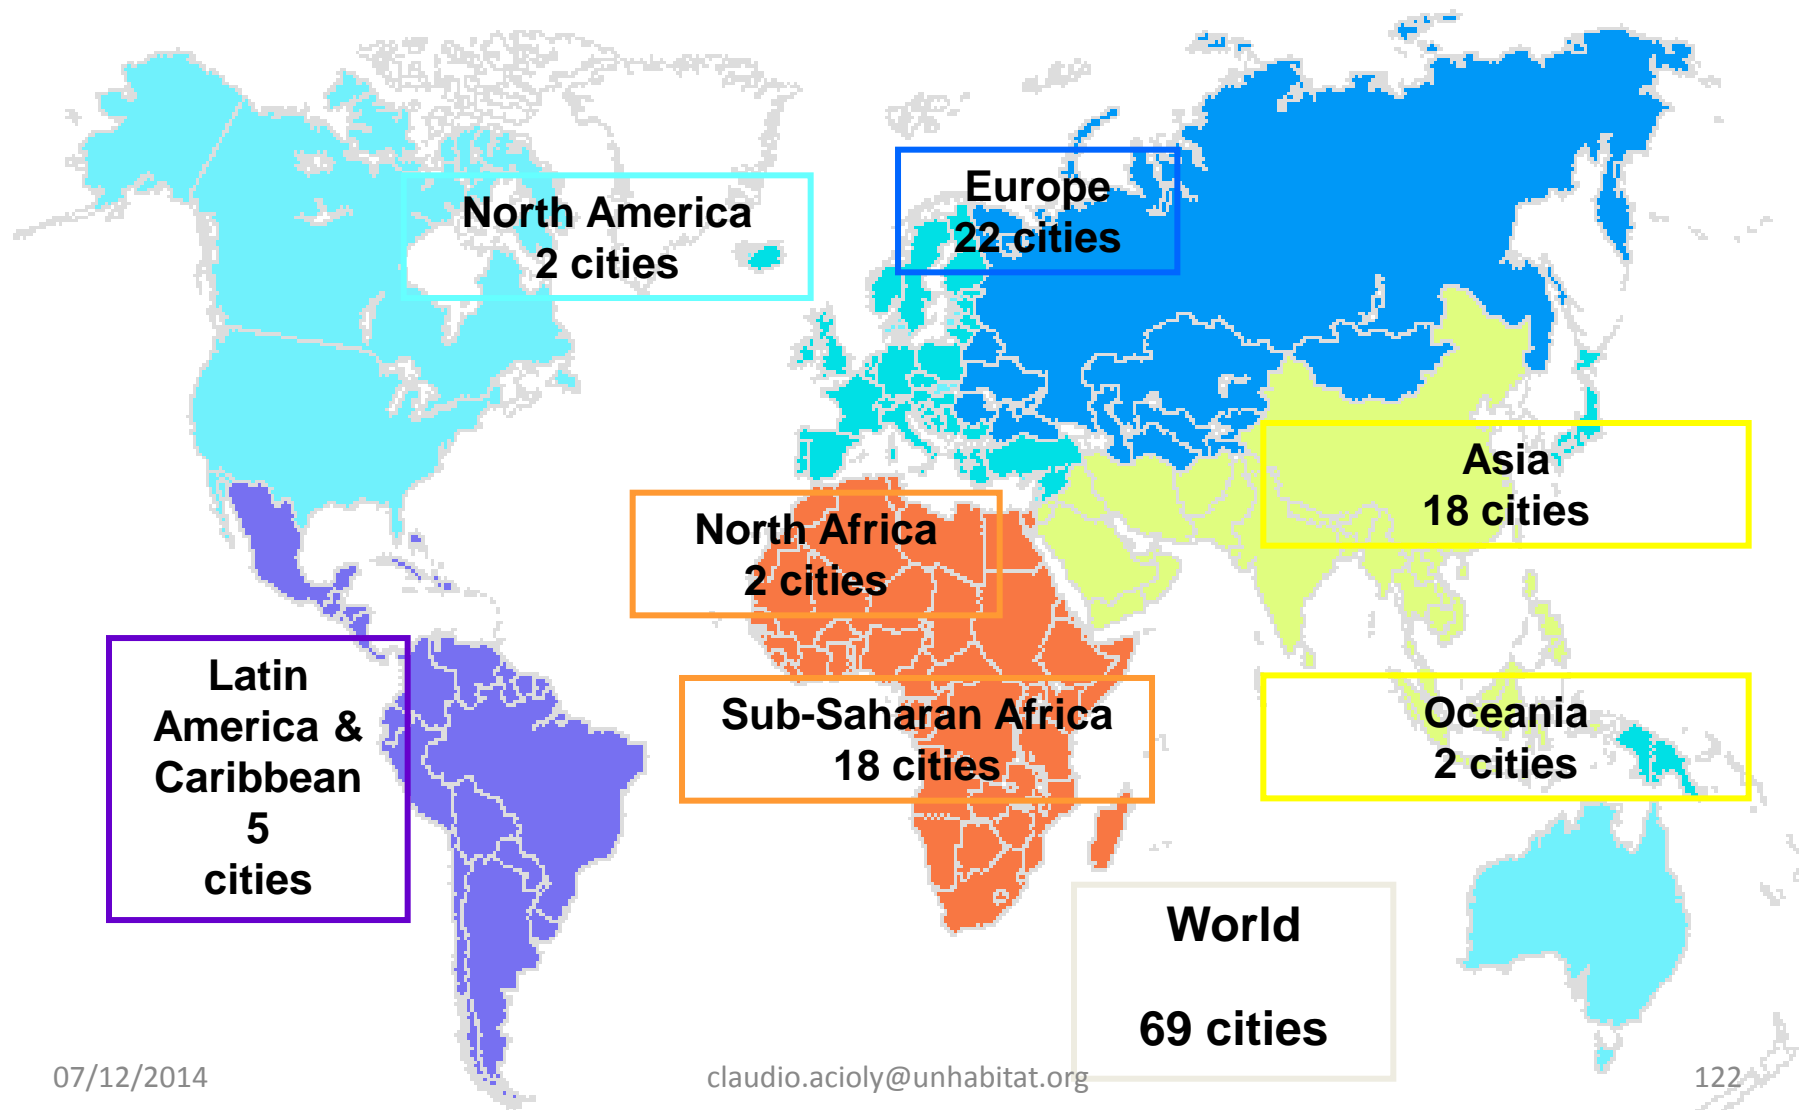 North America
2 cities
Europe
22 cities
Asia
18 cities
North Africa
2 cities
Latin
America &
Caribbean
5
cities
Sub-Saharan Africa
18 cities
Oceania
2 cities
World
69 cities
07/12/2014
claudio.acioly@unhabitat.org
122